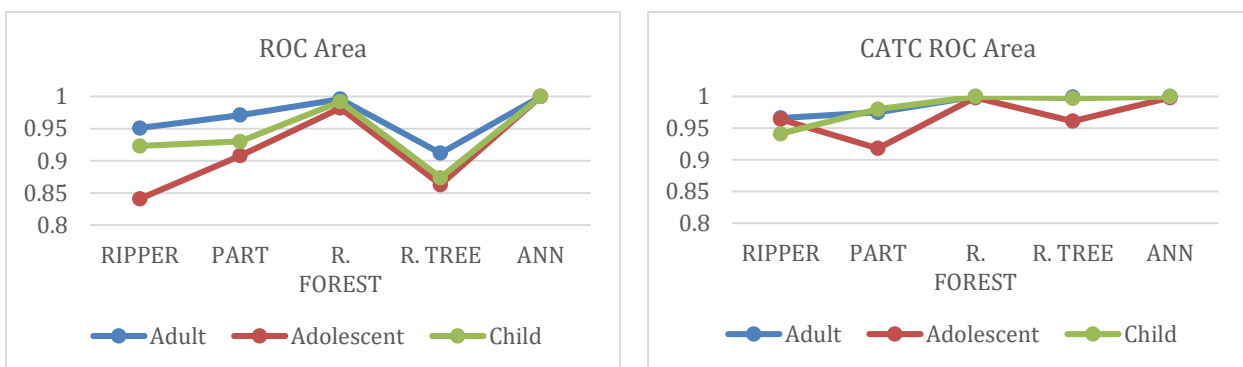 ROC Area
1
0.95
0.9
0.85
0.8
RIPPER PART R. FOREST R. TREE ANN
Adult Adolescent Child
CATC ROC Area
1
0.95
0.9
0.85
0.8
RIPPER PART R. FOREST R. TREE ANN
Adult Adolescent Child